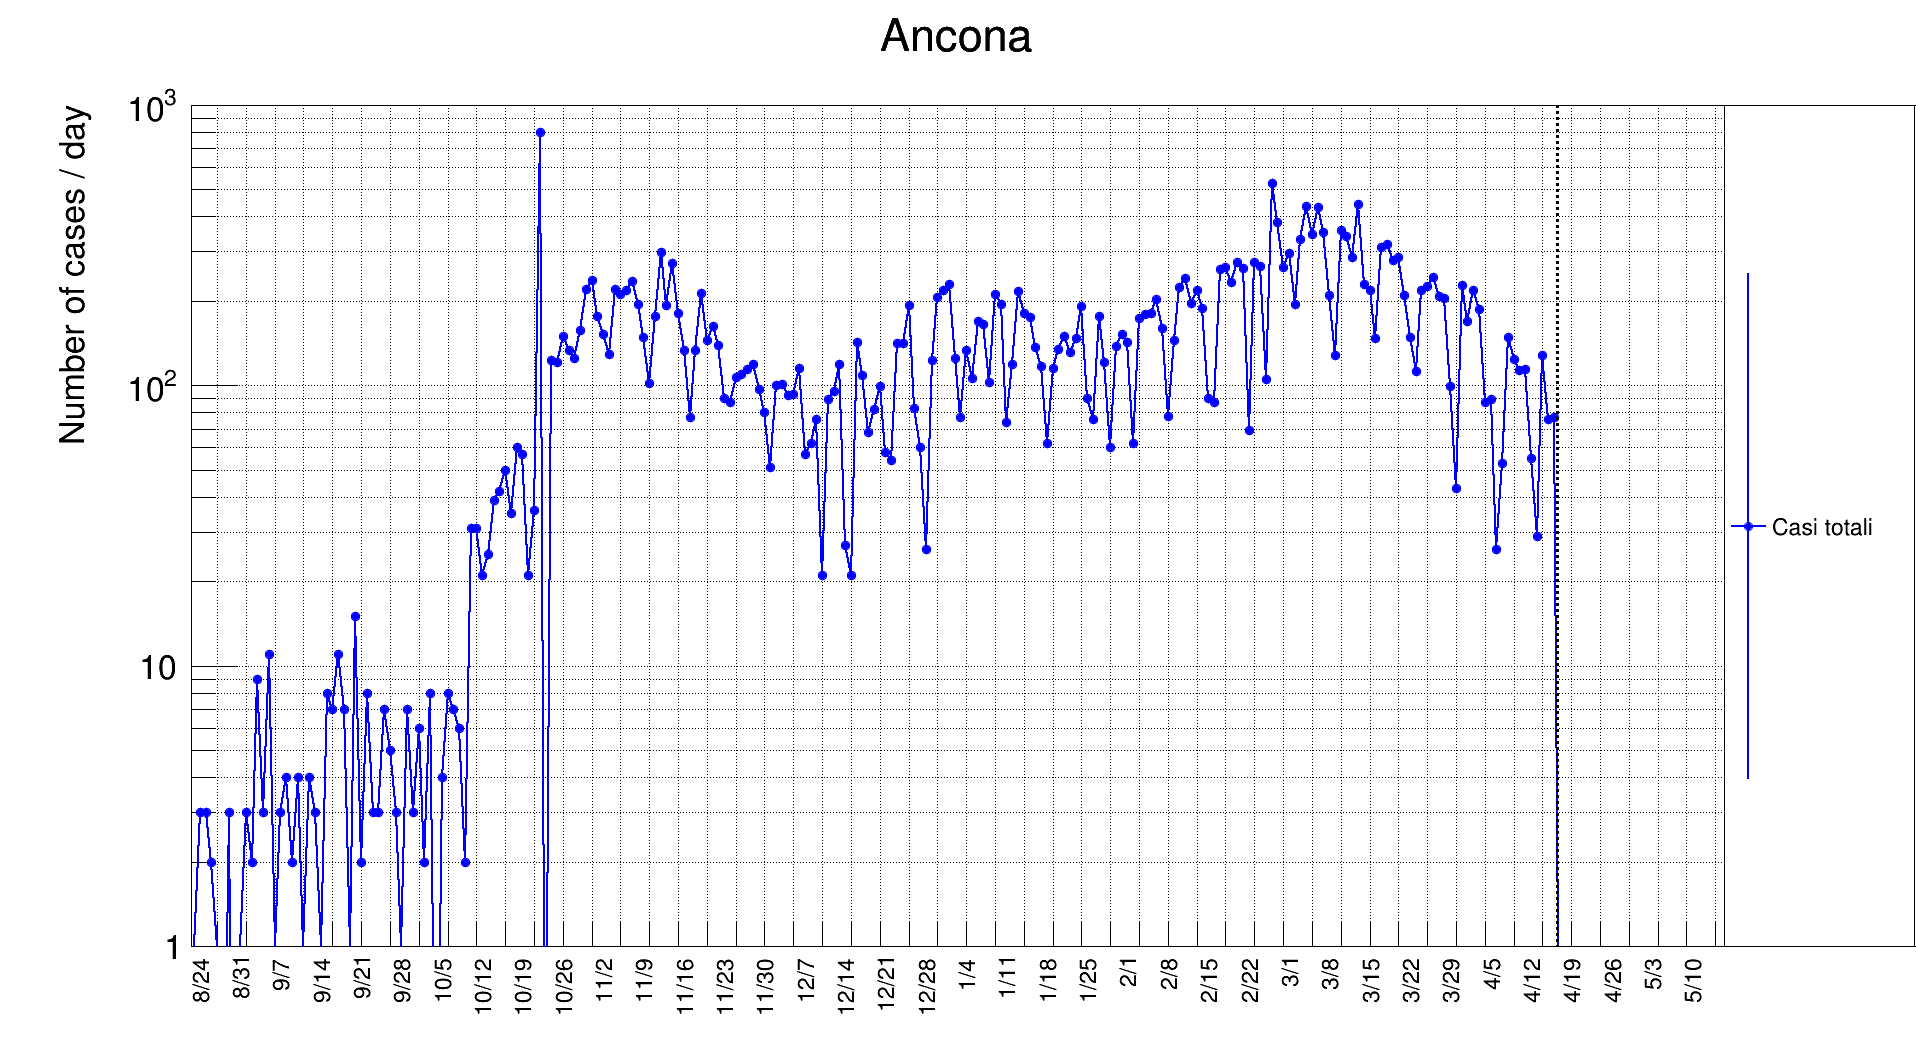 Ancona
Number of cases / day
10³
10²
10
1
8/24 8/31 9/7 9/14 9/21 9/28 10/5 10/12 10/19 10/26 11/2 11/9 11/16 11/23 11/30 12/7 12/14 12/21 12/28 1/4 1/11 1/18 1/25 2/1 2/8 2/15 2/22 3/1 3/8 3/15 3/22 3/29 4/5 4/12 4/19 4/26 5/3 5/10
Casi totali